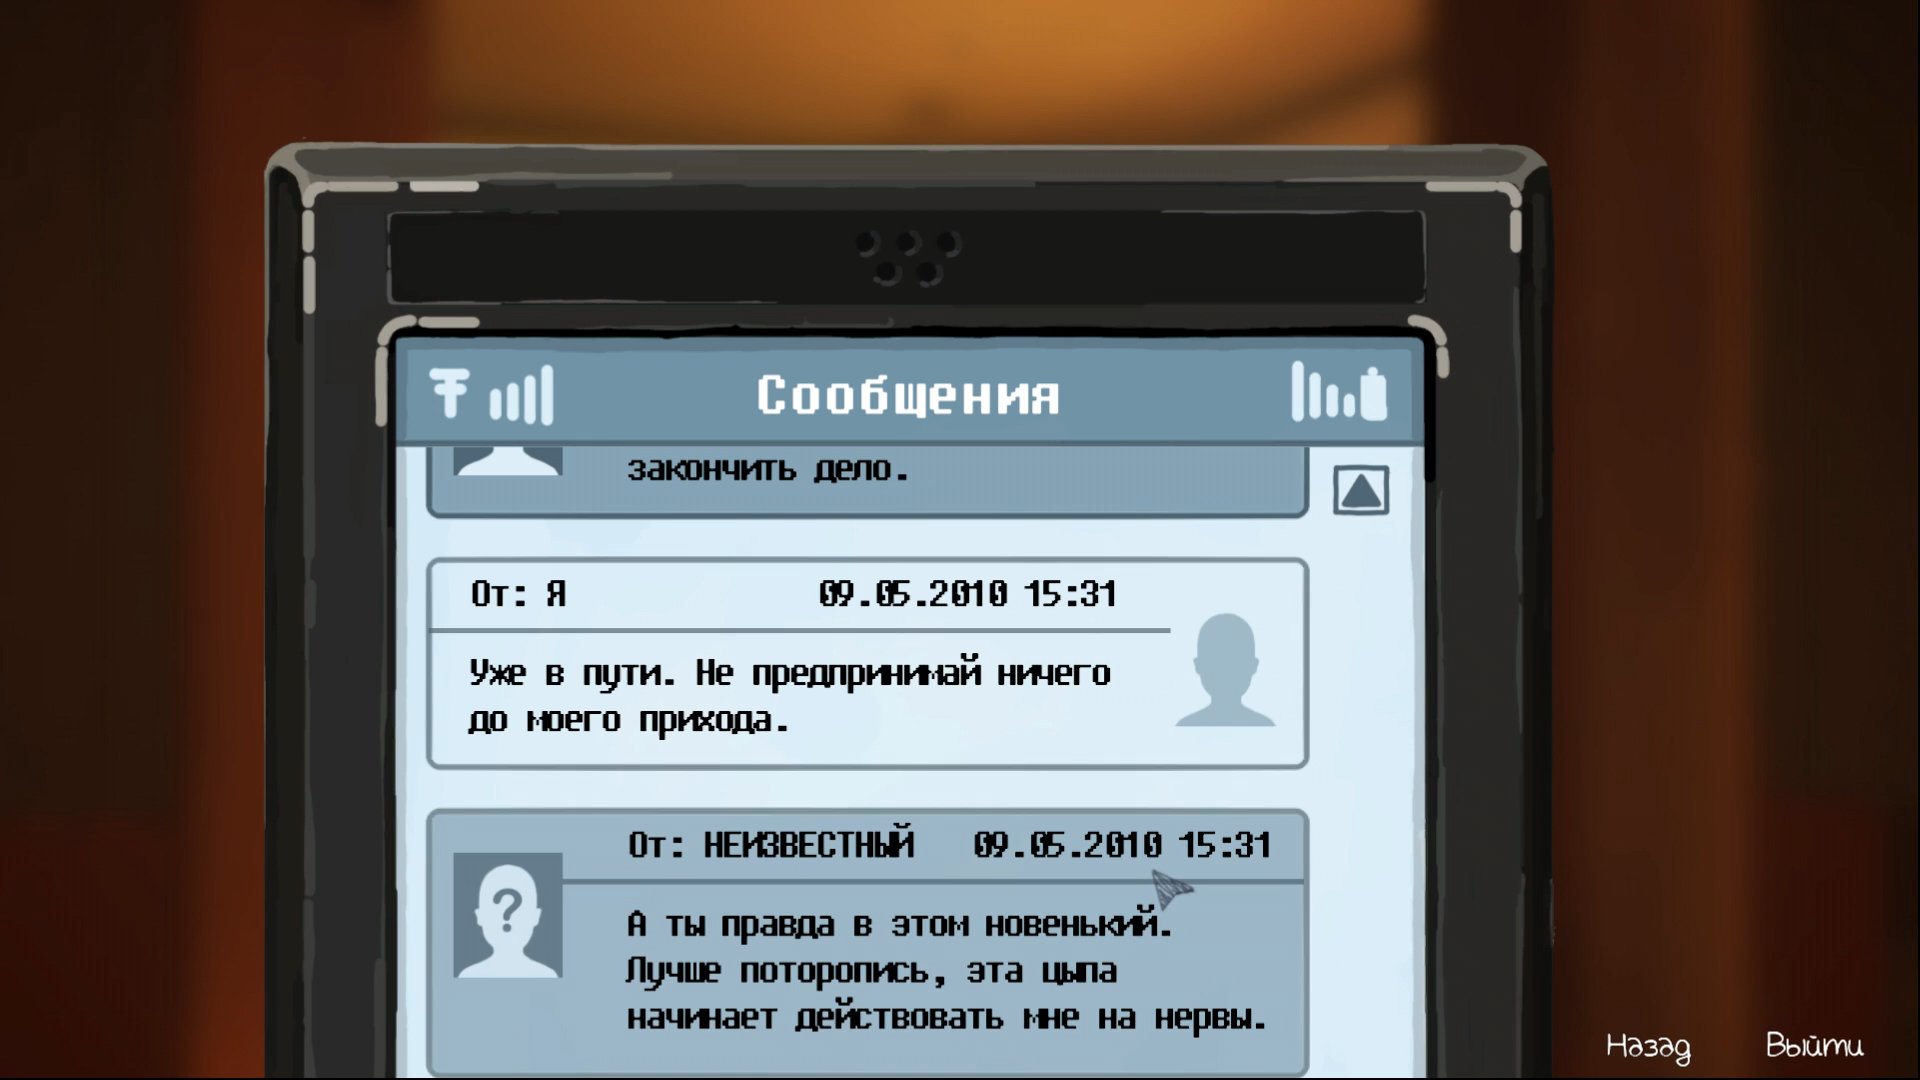 Сообщения
закончить дело.
От: Я 09.05.2010 15:31
Уже в пути. Не предпринимай ничего
до моего прихода.
От: НЕИЗВЕСТНЫЙ 09.05.2010 15:31
А ты правда в этом новенький.
Лучше поторопись, эта цыпа
начинает действовать мне на нервы.
Назад Выйти